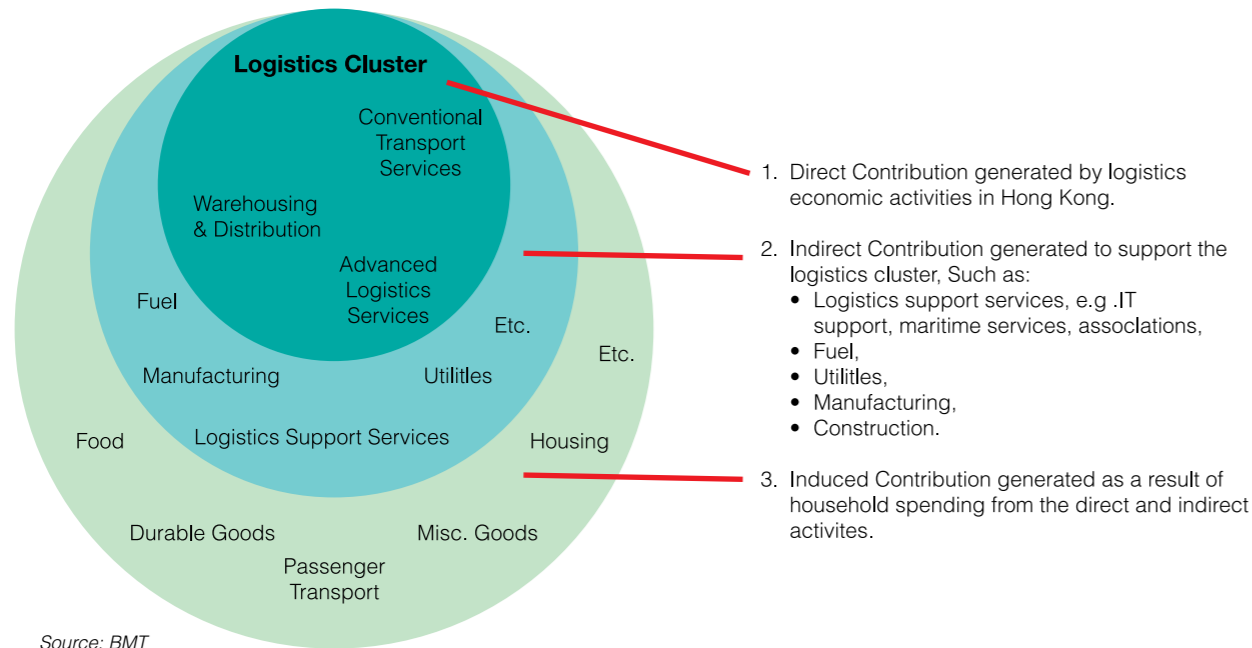 Logistics Cluster
Conventional
Transport
Services
Warehousing
& Distribution
Advanced
Logistics
Services
Fuel
Etc.
Manufacturing
Utilitles
Logistics Support Services
Etc.
Food
Housing
Durable Goods
Misc. Goods
Passenger
Transport
1. Direct Contribution generated by logistics
economic activities in Hong Kong.
2. Indirect Contribution generated to support the
logistics cluster, Such as:
• Logistics support services, e.g .IT
support, maritime services, assoclations,
• Fuel,
• Utilitles,
• Manufacturing,
• Construction.
3. Induced Contribution generated as a result of
household spending from the direct and indirect
activites.
Source: BMT